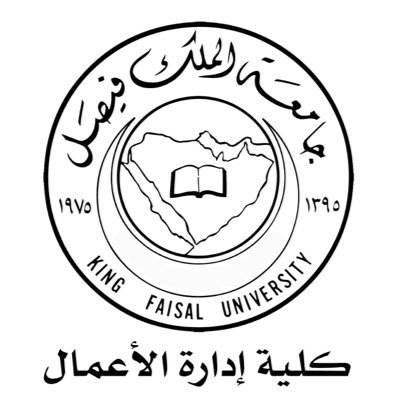 جامعة الملك فيصل
١٩٧٥
١٣٩٥
KING FAISAL UNIVERSITY
كلية إدارة الأعمال